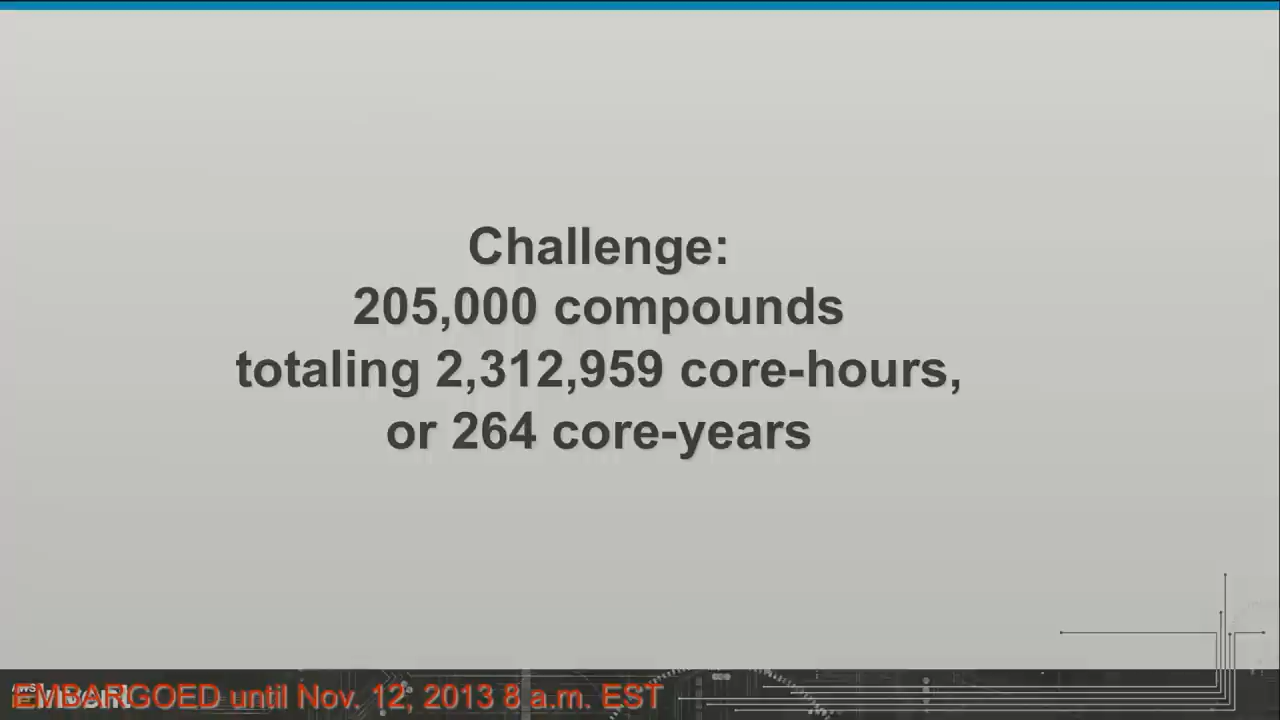 Challenge:
205,000 compounds
totaling 2,312,959 core-hours,
or 264 core-years
EMBARGOED until Nov. 12, 2013 8 a.m. EST